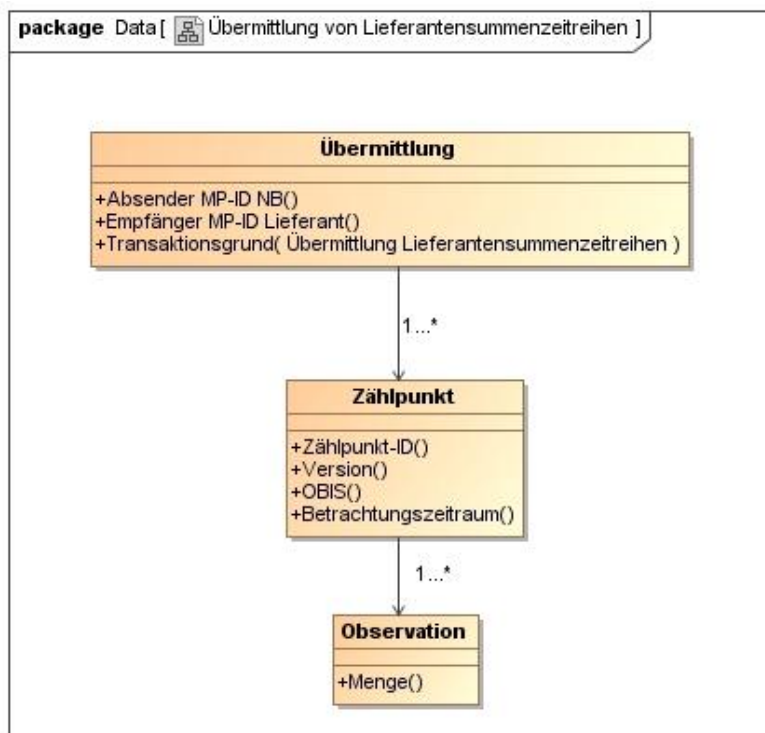 package Data [ Übermittlung von Lieferantensummenzeitreihen ]
Übermittlung
+Absender MP-ID NB()
+Empfänger MP-ID Lieferant()
+Transaktionsgrund( Übermittlung Lieferantensummenzeitreihen )
1...*
Zählpunkt
+Zählpunkt-ID()
+Version()
+OBIS()
+Betrachtungszeitraum()
1...*
Observation
+Menge()